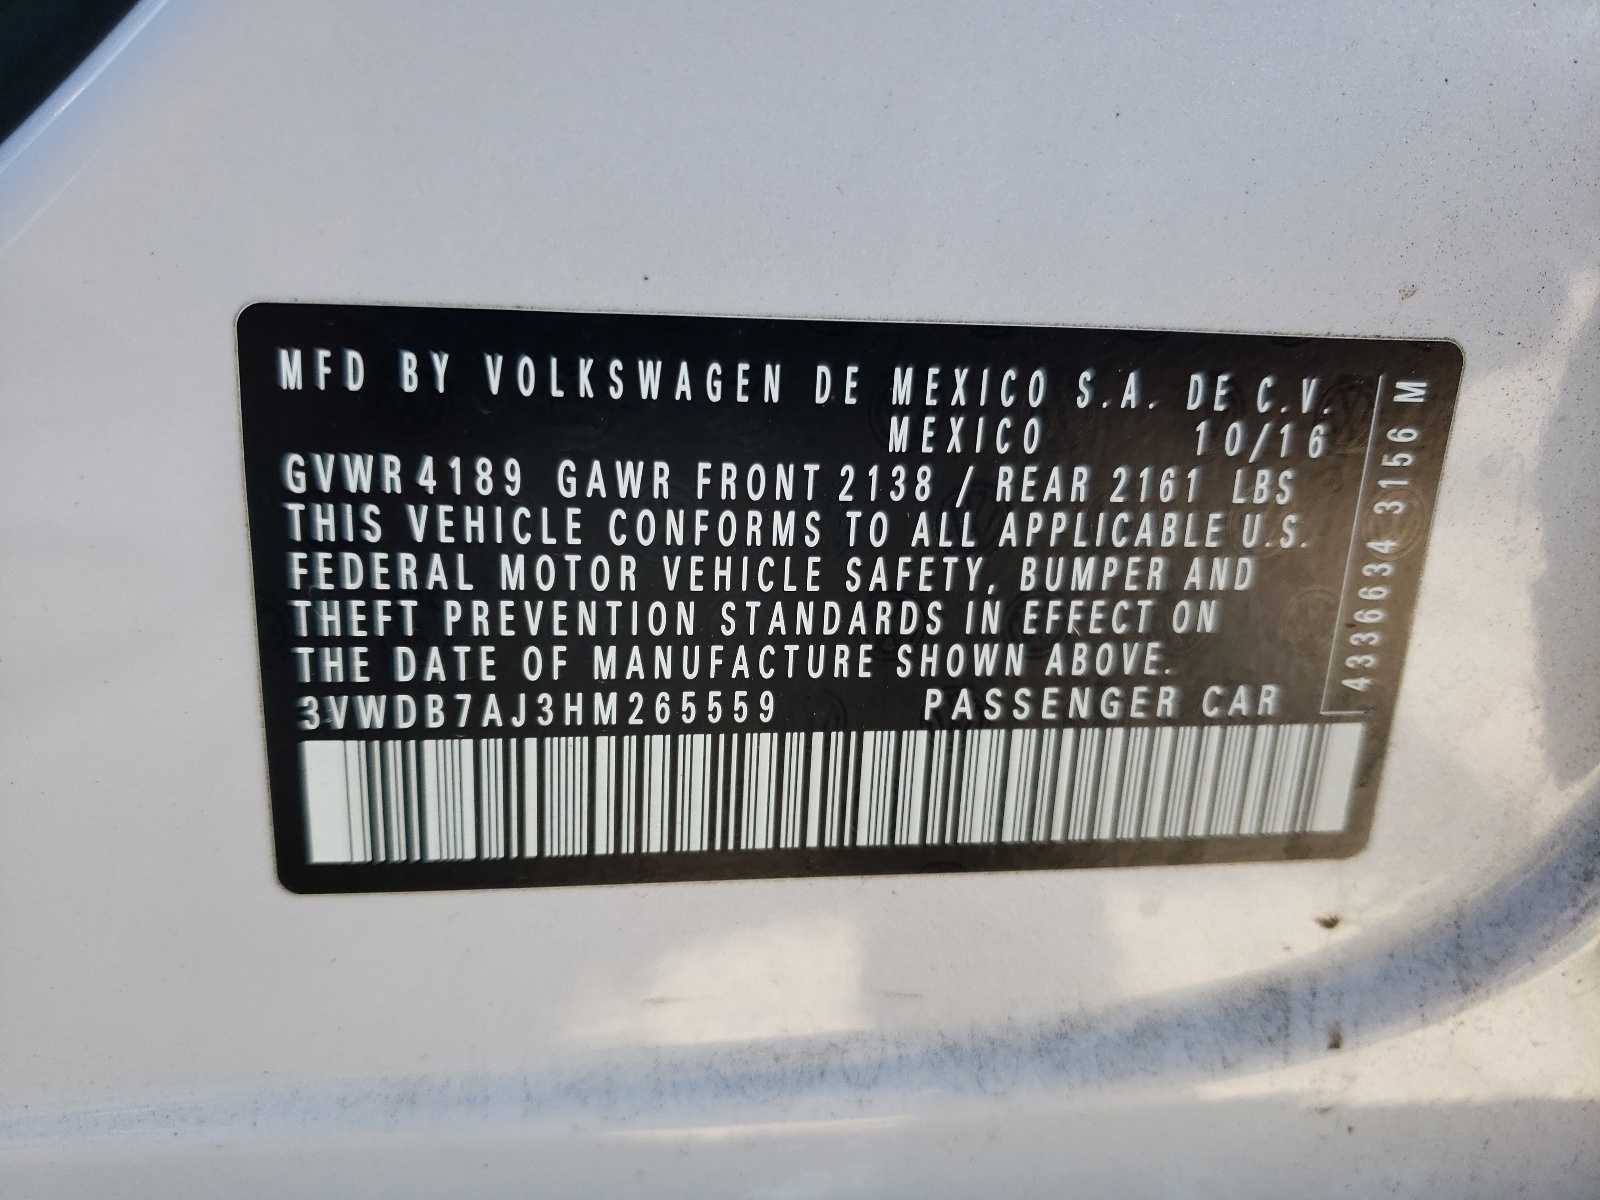 MFD BY VOLKSWAGEN DE MEXICO S.A. DE C.V.
MEXICO 10/16
GVWR 4189 GAWR FRONT 2138 / REAR 2161 LBS
THIS VEHICLE CONFORMS TO ALL APPLICABLE U.S.
FEDERAL MOTOR VEHICLE SAFETY, BUMPER AND
THEFT PREVENTION STANDARDS IN EFFECT ON
THE DATE OF MANUFACTURE SHOWN ABOVE.
3VWDB7AJ3HM265559 PASSENGER CAR
4336634 3156 M